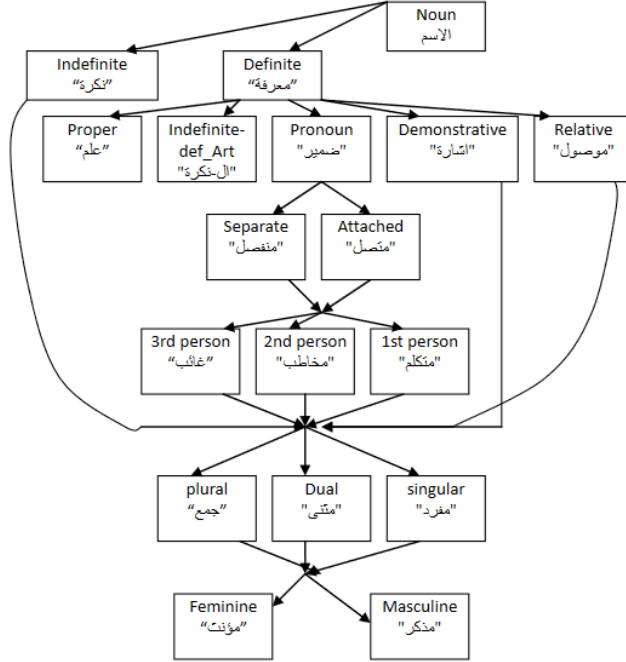 Noun
الاسم
Indefinite
“نكرة”
Definite
“معرفة”
Proper
“علم”
Indefinite-
def_Art
"ال-نكرة"
Pronoun
"ضمير"
Demonstrative
"اشارة"
Relative
"موصول"
Separate
"منفصل"
Attached
"متصل"
3rd person
“غائب”
2nd person
"مخاطب"
1st person
"متكلم"
plural
“جمع”
Dual
"مثنى"
singular
"مفرد"
Feminine
“مؤنث”
Masculine
"مذكر"